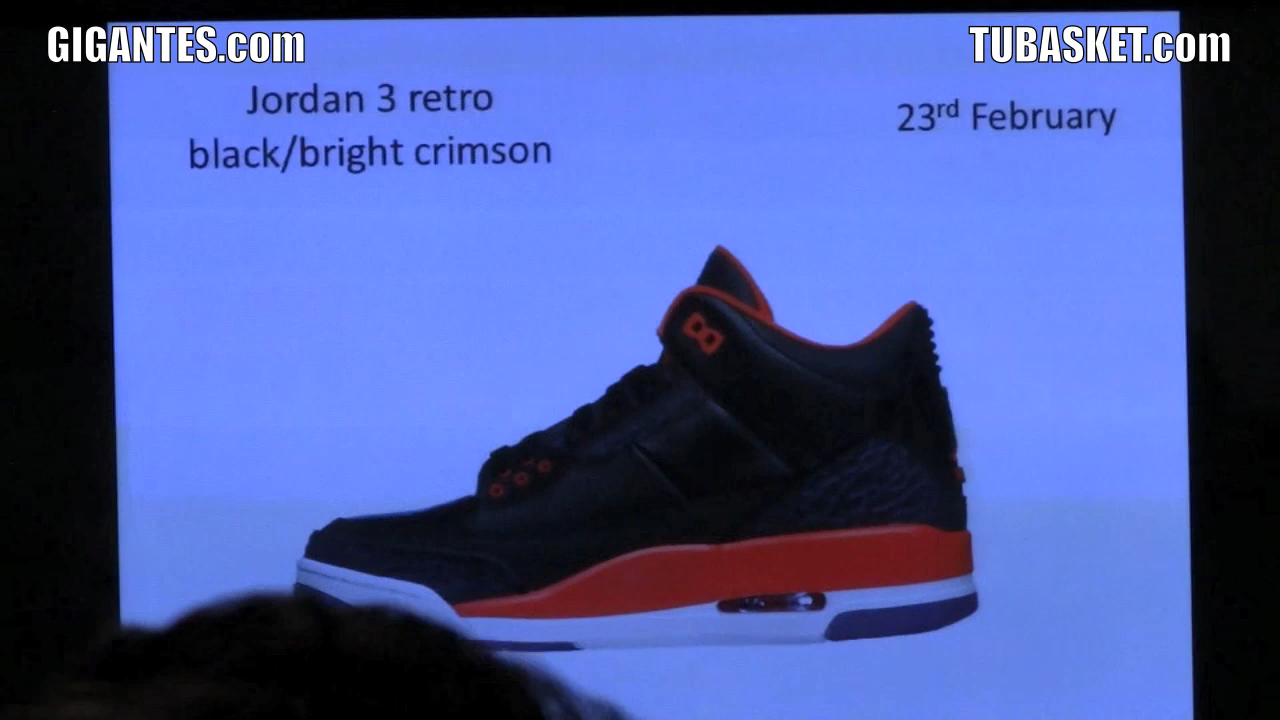 GIGANTES.com
TUBASKET.com
Jordan 3 retro
black/bright crimson
23rd February